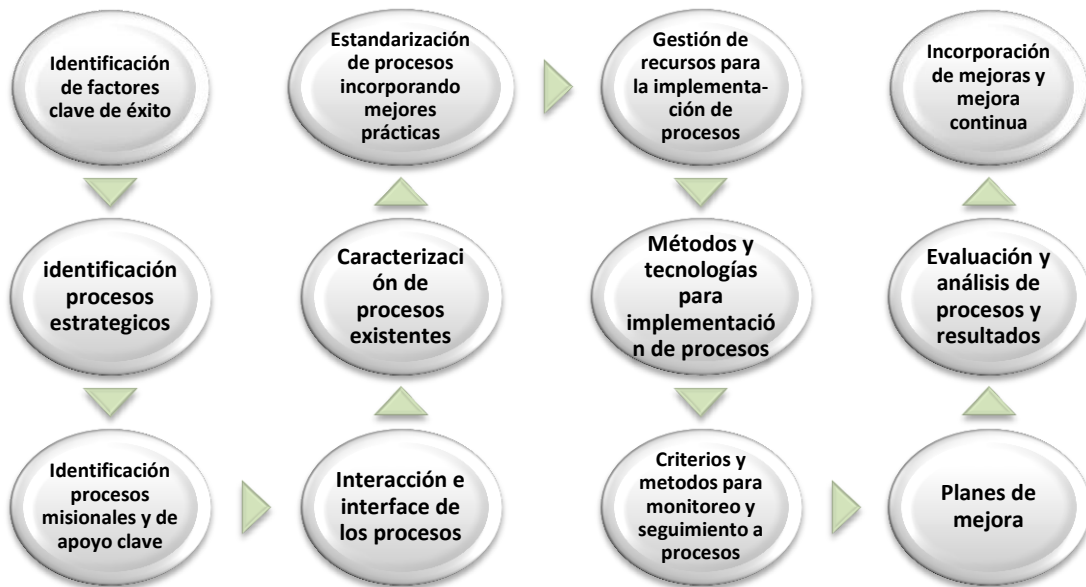 Identificación
de factores
clave de éxito
identificación
procesos
estrategicos
Identificación
procesos
misionales y de
apoyo clave
Interacción e
interface de
los procesos
Caracterizaci
ón de
procesos
existentes
Estandarización
de procesos
incorporando
mejores
prácticas
Gestión de
recursos para
la implementa-
ción de
procesos
Métodos y
tecnologías
para
implementació
n de procesos
Criterios y
metodos para
monitoreo y
seguimiento a
procesos
Planes de
mejora
Evaluación y
análisis de
procesos y
resultados
Incorporación
de mejoras y
mejora
continua